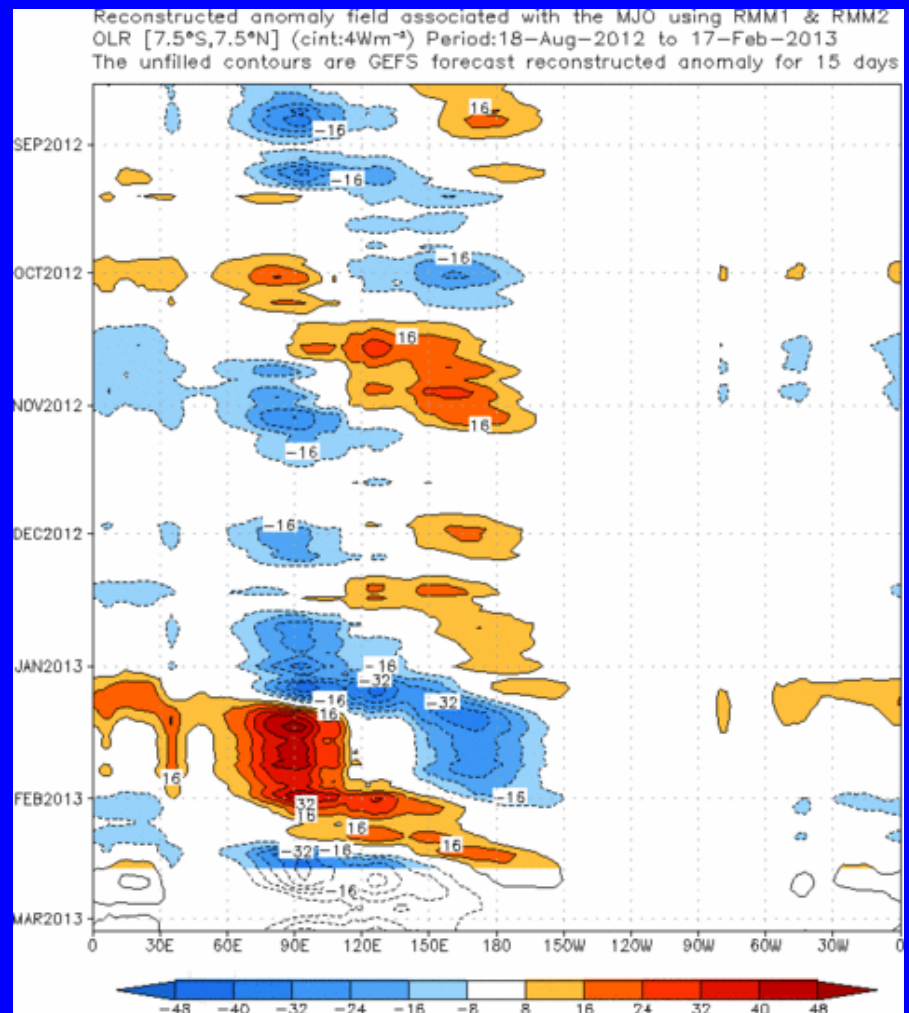 Reconstructed anomaly field associated with the MJO using RMM1 & RMM2
OLR [7.5°S,7.5°N] (cint:4Wm⁻²) Period:18-Aug-2012 to 17-Feb-2013
The unfilled contours are GEFS forecast reconstructed anomaly for 15 days
16
-16
SEP2012
-16
OCT2012
-16
16
NOV2012
16
-16
DEC2012
-16
JAN2013
-16
-32
-16
-32
16
16
FEB2013
-16
32
16
16
16
-32
-16
-16
MAR2013
0 30E 60E 90E 120E 150E 180 150W 120W 90W 60W 30W 0
-48 -40 -32 -24 -16 -8 8 16 24 32 40 48